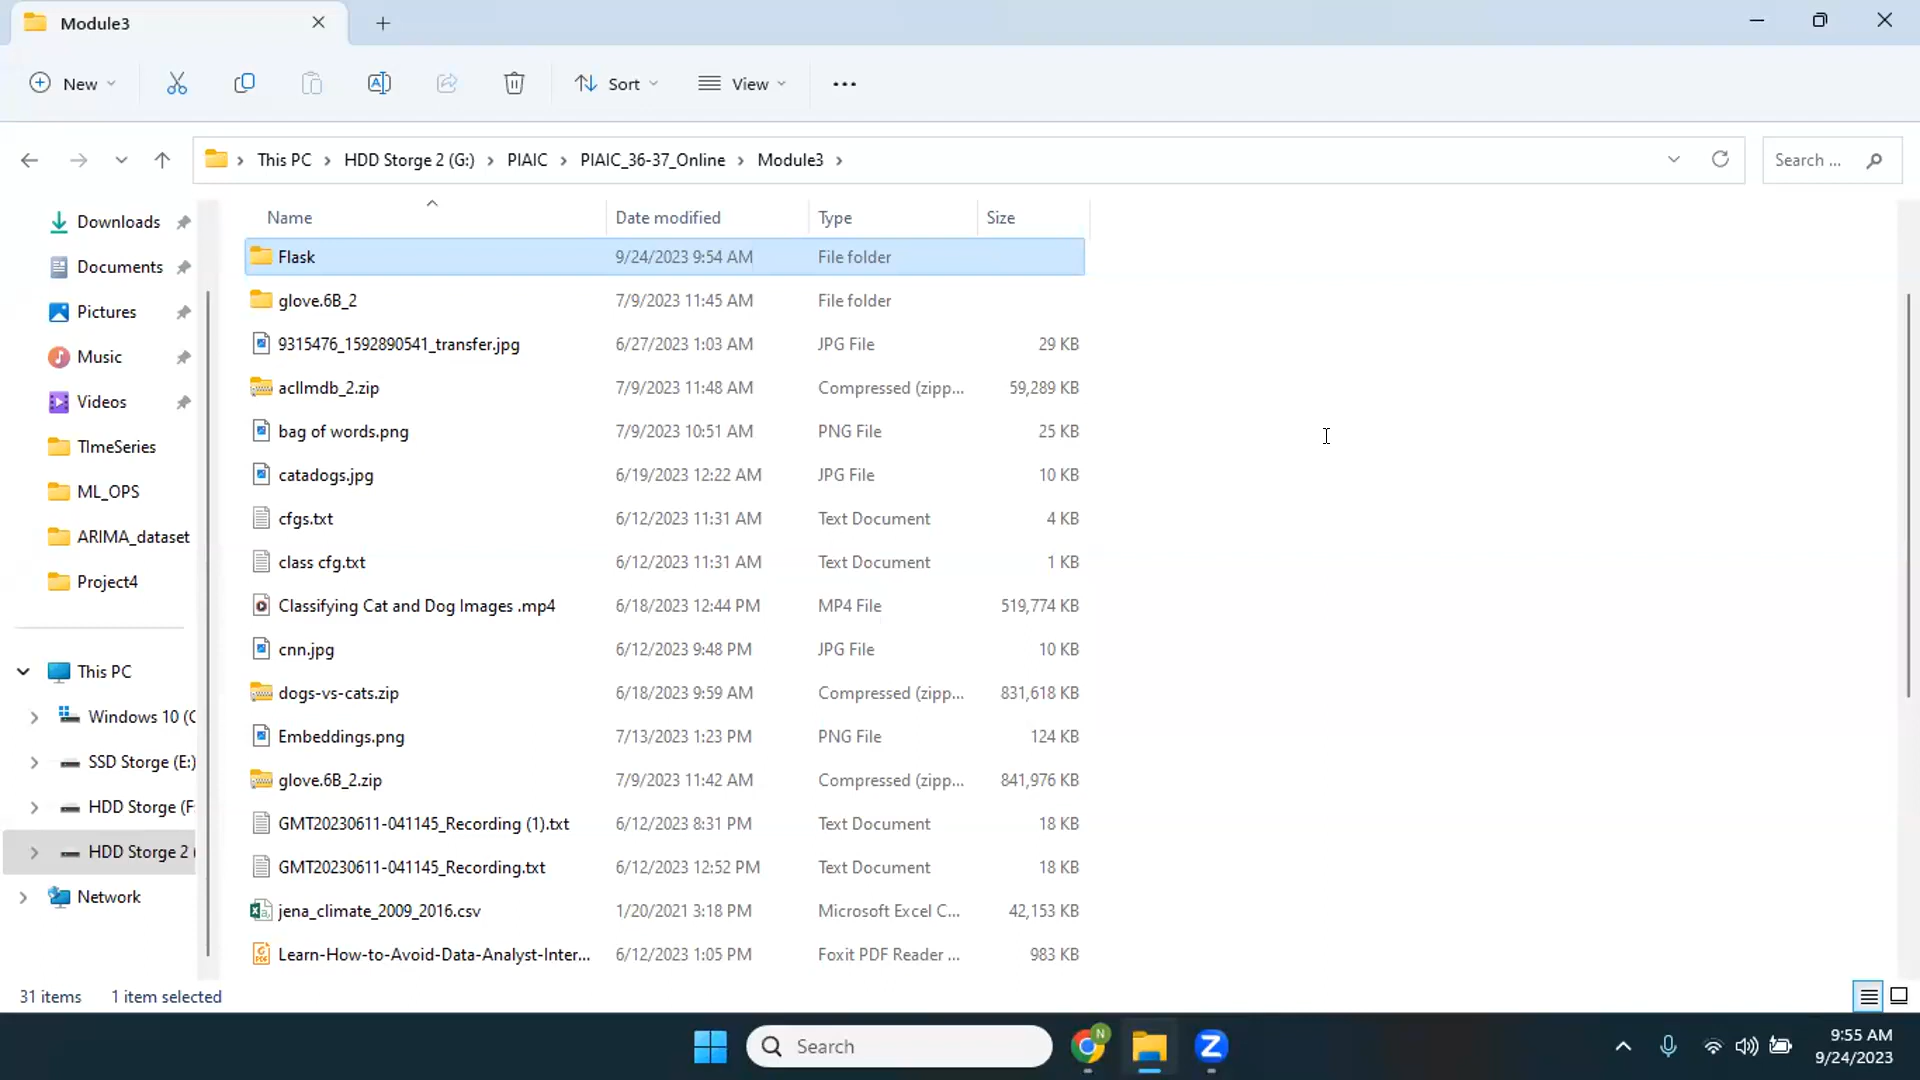 Module3
New
Sort
View
This PC > HDD Storge 2 (G:) > PIAIC > PIAIC_36-37_Online > Module3 >
Search ...
Downloads
Documents
Pictures
Music
Videos
TImeSeries
ML_OPS
ARIMA_dataset
Project4
This PC
Windows 10 (C
SSD Storge (E:)
HDD Storge (F
HDD Storge 2 (
Network
Name Date modified Type Size
Flask 9/24/2023 9:54 AM File folder
glove.6B_2 7/9/2023 11:45 AM File folder
9315476_1592890541_transfer.jpg 6/27/2023 1:03 AM JPG File 29 KB
aclImdb_2.zip 7/9/2023 11:48 AM Compressed (zipp... 59,289 KB
bag of words.png 7/9/2023 10:51 AM PNG File 25 KB
catadogs.jpg 6/19/2023 12:22 AM JPG File 10 KB
cfgs.txt 6/12/2023 11:31 AM Text Document 4 KB
class cfg.txt 6/12/2023 11:31 AM Text Document 1 KB
Classifying Cat and Dog Images .mp4 6/18/2023 12:44 PM MP4 File 519,774 KB
cnn.jpg 6/12/2023 9:48 PM JPG File 10 KB
dogs-vs-cats.zip 6/18/2023 9:59 AM Compressed (zipp... 831,618 KB
Embeddings.png 7/13/2023 1:23 PM PNG File 124 KB
glove.6B_2.zip 7/9/2023 11:42 AM Compressed (zipp... 841,976 KB
GMT20230611-041145_Recording (1).txt 6/12/2023 8:31 PM Text Document 18 KB
GMT20230611-041145_Recording.txt 6/12/2023 12:52 PM Text Document 18 KB
jena_climate_2009_2016.csv 1/20/2021 3:18 PM Microsoft Excel C... 42,153 KB
Learn-How-to-Avoid-Data-Analyst-Inter... 6/12/2023 1:05 PM Foxit PDF Reader ... 983 KB
31 items 1 item selected
Search
N
9:55 AM
9/24/2023